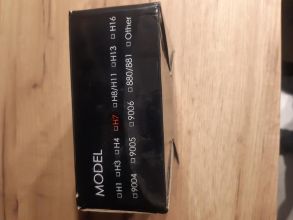 MODEL
□H1 □H3 □H4 □H7 □H8/H11 □H13 □H16
□9004 □9005 □9006 □880/881 □Other